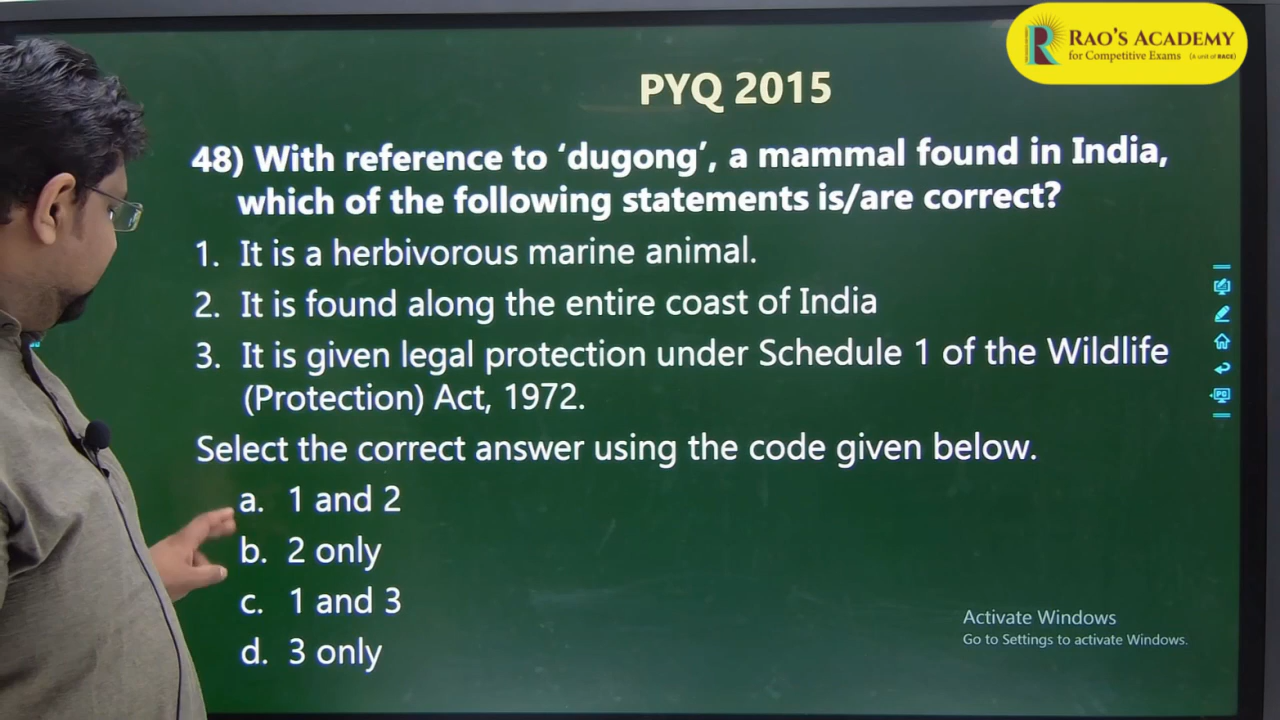 RAO'S ACADEMY
for Competitive Exams (A unit of RACE)
PYQ 2015
48) With reference to ‘dugong’, a mammal found in India,
which of the following statements is/are correct?
1. It is a herbivorous marine animal.
2. It is found along the entire coast of India
3. It is given legal protection under Schedule 1 of the Wildlife
(Protection) Act, 1972.
Select the correct answer using the code given below.
a. 1 and 2
b. 2 only
c. 1 and 3
d. 3 only
Activate Windows
Go to Settings to activate Windows.